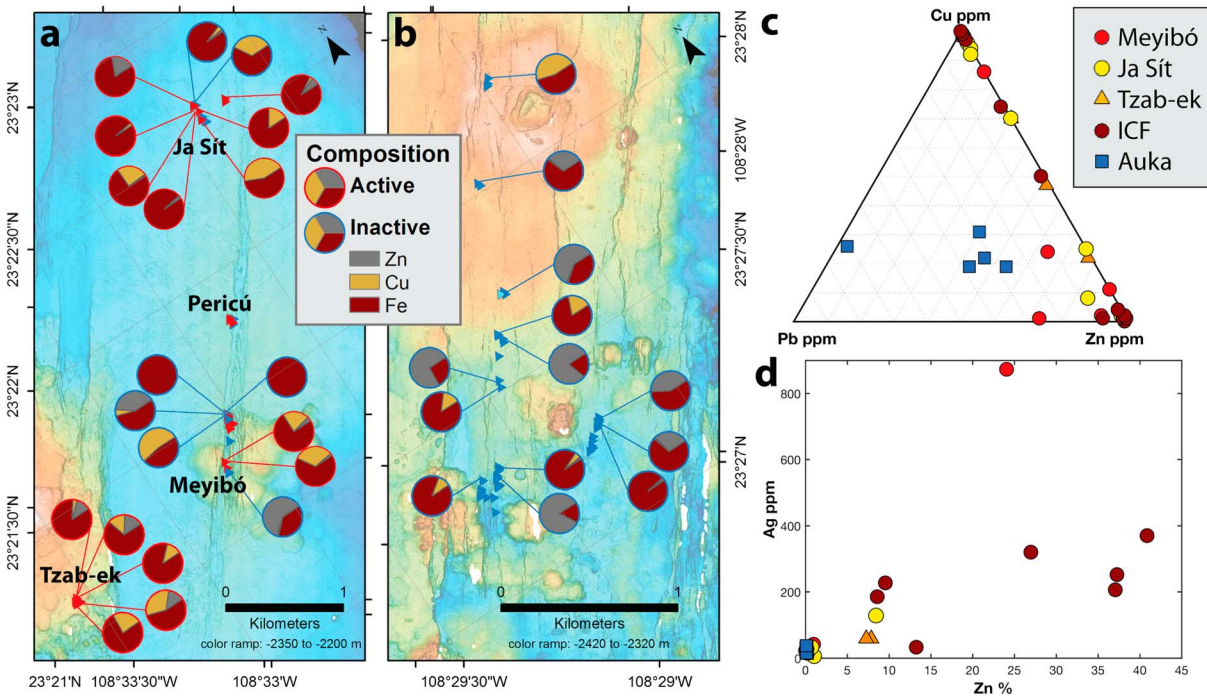 a
N
23°23'N
23°22'30"N
23°22'N
23°21'30"N
23°21'N
108°33'30"W
108°33'W
Ja Sít
Pericú
Meyibó
Tzab-ek
0 1
Kilometers
color ramp: -2350 to -2200 m
Composition
Active
Inactive
Zn
Cu
Fe
b
N
23°28'N
108°28'W
23°27'30"N
23°27'N
108°29'30"W
108°29'W
0 1
Kilometers
color ramp: -2420 to -2320 m
c
Cu ppm
Pb ppm
Zn ppm
Meyibó
Ja Sít
Tzab-ek
ICF
Auka
d
Ag ppm
800
600
400
200
0
0 5 10 15 20 25 30 35 40 45
Zn %